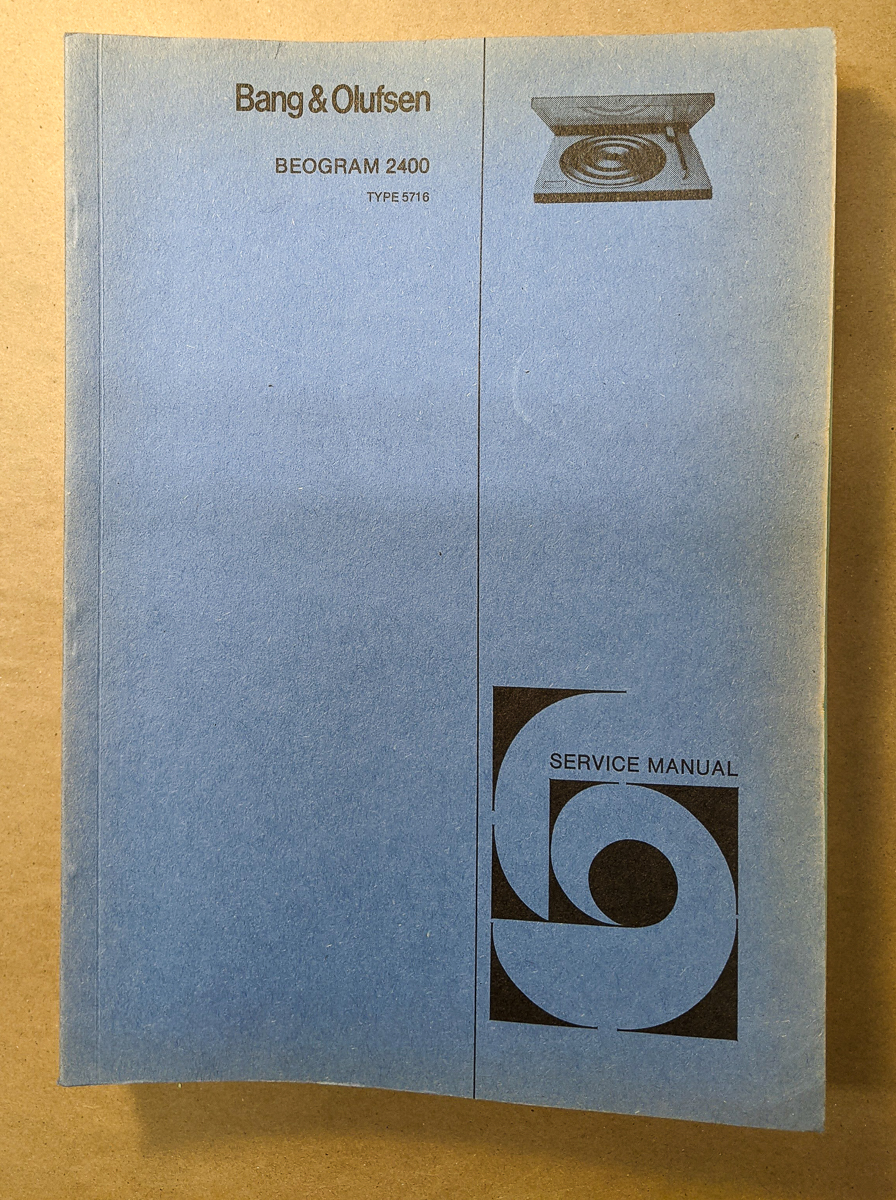 Bang & Olufsen
BEOGRAM 2400
TYPE 5716
SERVICE MANUAL